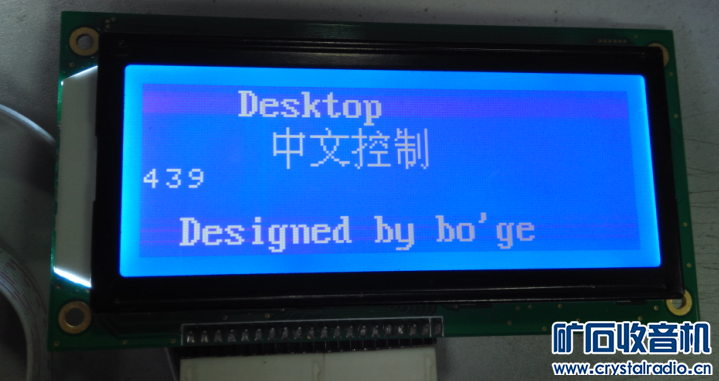 Desktop
中文控制
439
Designed by bo'ge
矿石收音机
www.crystalradio.cn